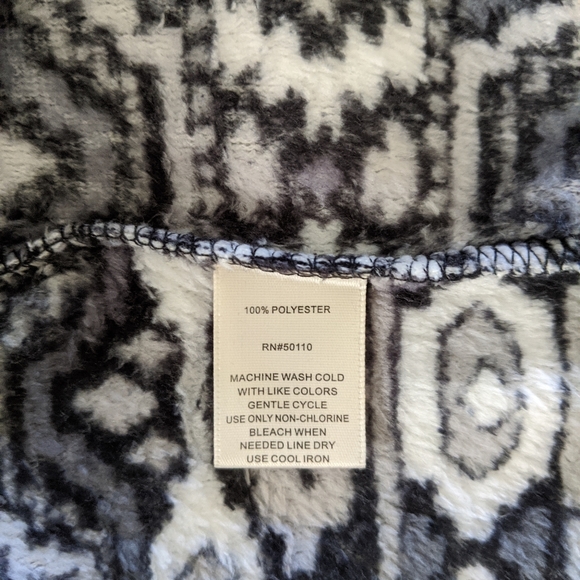 100% POLYESTER
RN#50110
MACHINE WASH COLD
WITH LIKE COLORS
GENTLE CYCLE
USE ONLY NON-CHLORINE
BLEACH WHEN
NEEDED LINE DRY
USE COOL IRON